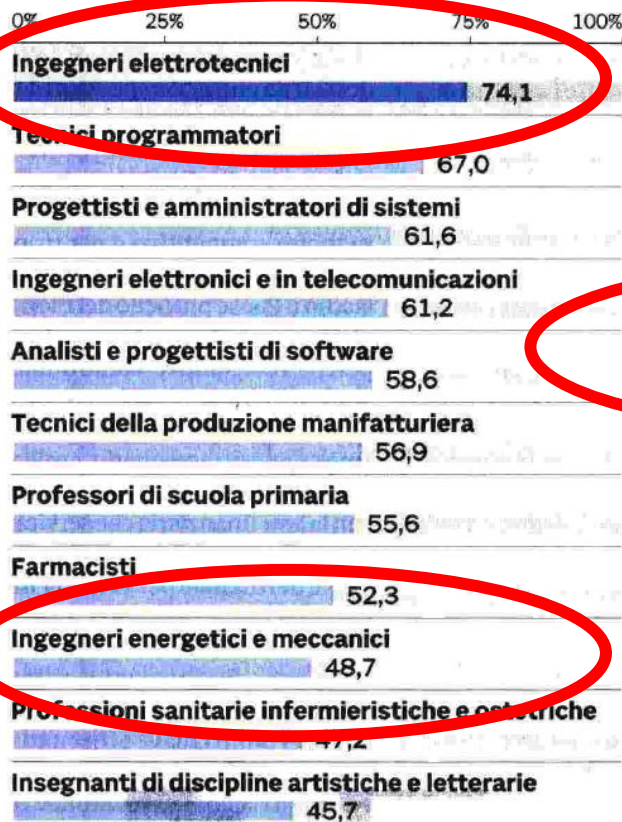 0% 25% 50% 75% 100%
Ingegneri elettrotecnici
74,1
Tecnici programmatori
67,0
Progettisti e amministratori di sistemi
61,6
Ingegneri elettronici e in telecomunicazioni
61,2
Analisti e progettisti di software
58,6
Tecnici della produzione manifatturiera
56,9
Professori di scuola primaria
55,6
Farmacisti
52,3
Ingegneri energetici e meccanici
48,7
Professioni sanitarie infermieristiche e ostetriche
47,2
Insegnanti di discipline artistiche e letterarie
45,7